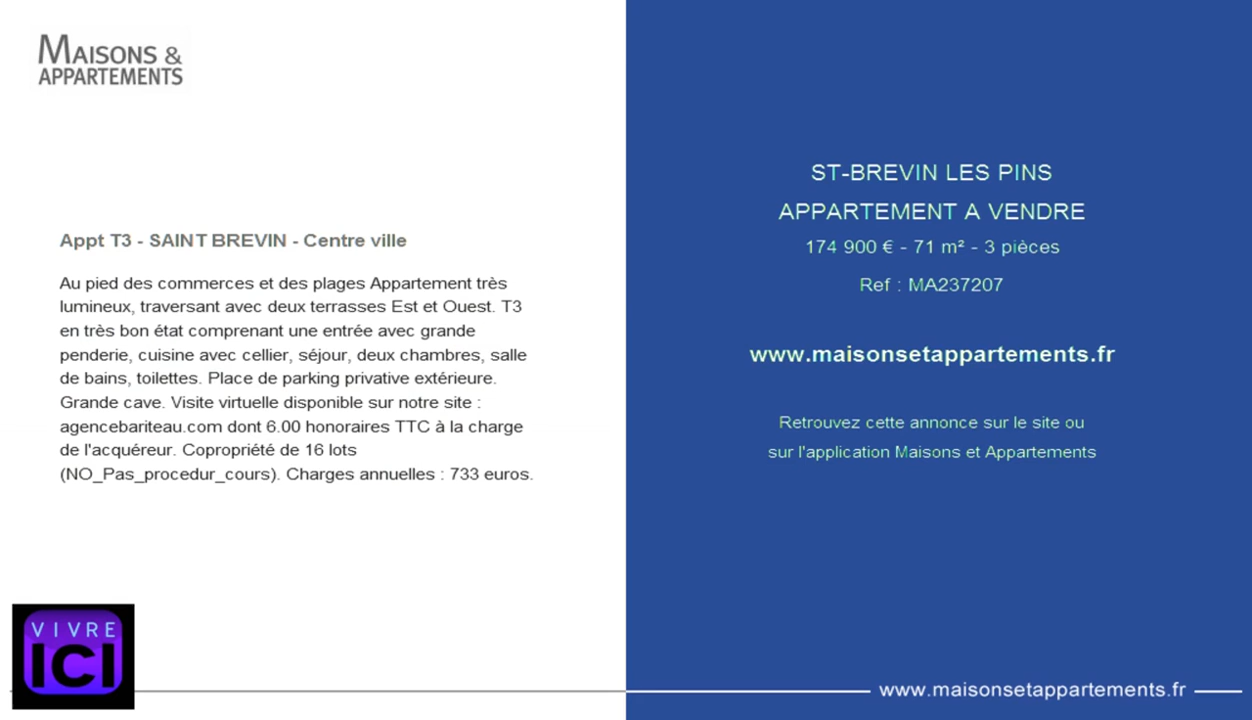 MAISONS &
APPARTEMENTS
Appt T3 - SAINT BREVIN - Centre ville
Au pied des commerces et des plages Appartement très
lumineux, traversant avec deux terrasses Est et Ouest. T3
en très bon état comprenant une entrée avec grande
penderie, cuisine avec cellier, séjour, deux chambres, salle
de bains, toilettes. Place de parking privative extérieure.
Grande cave. Visite virtuelle disponible sur notre site :
agencebariteau.com dont 6.00 honoraires TTC à la charge
de l'acquéreur. Copropriété de 16 lots
(NO_Pas_procedur_cours). Charges annuelles : 733 euros.
VIVRE
ICI
ST-BREVIN LES PINS
APPARTEMENT A VENDRE
174 900 € - 71 m² - 3 pièces
Ref : MA237207
www.maisonsetappartements.fr
Retrouvez cette annonce sur le site ou
sur l'application Maisons et Appartements
www.maisonsetappartements.fr